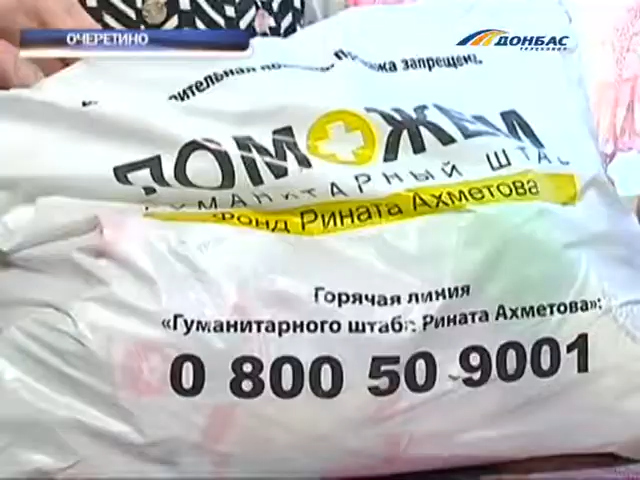 ОЧЕРЕТИНО
ДОНБАС
ТЕЛЕКАНАЛ
запрещена.
ПОМОЖЕМ
ГУМАНИТАРНЫЙ ШТАБ
Фонд Рината Ахметова
Горячая линия
«Гуманитарного штаба Рината Ахметова»:
0 800 50 9001